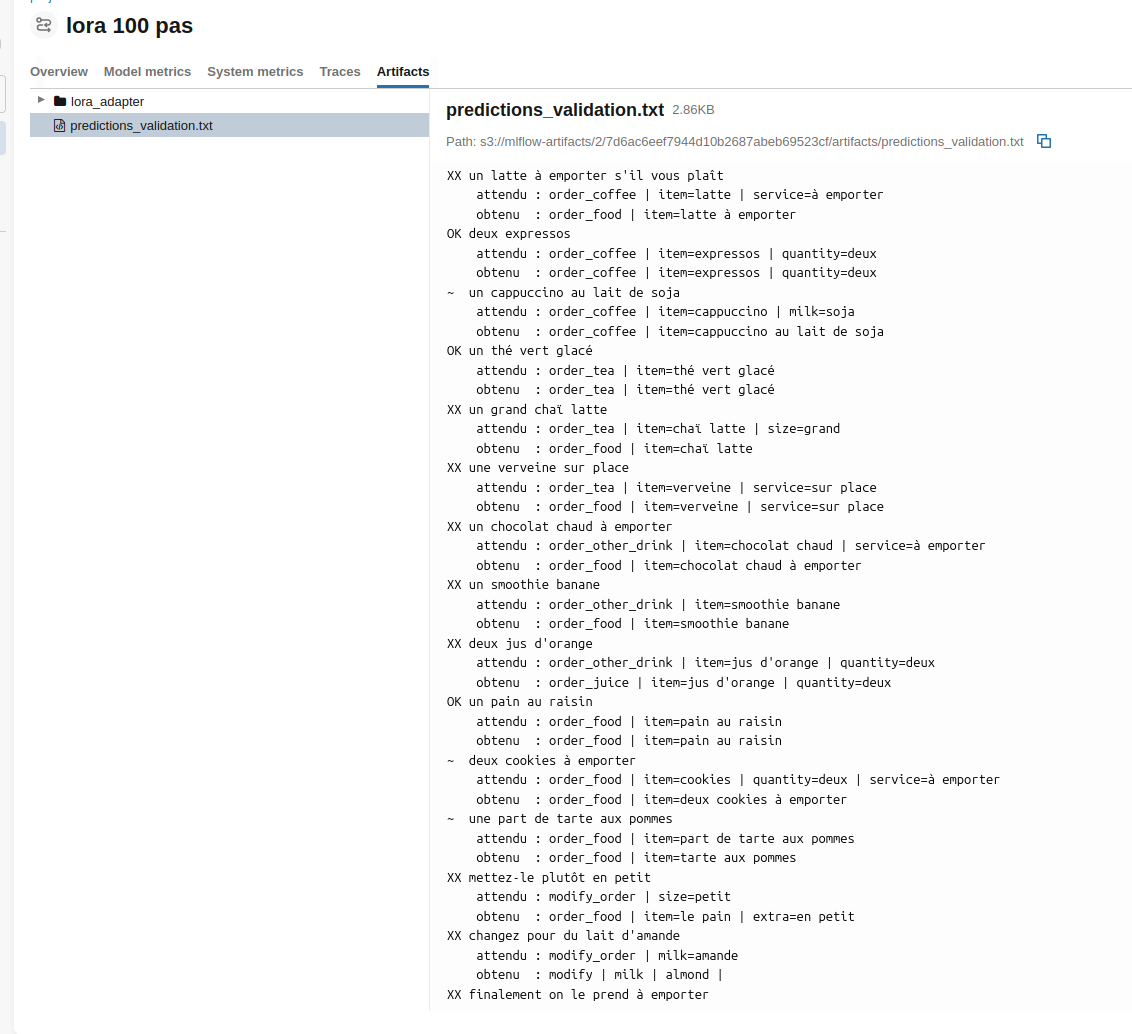 lora 100 pas
Overview Model metrics System metrics Traces Artifacts
lora_adapter
predictions_validation.txt
predictions_validation.txt 2.86KB
Path: s3://mlflow-artifacts/2/7d6ac6eef7944d10b2687abeb69523cf/artifacts/predictions_validation.txt
XX un latte à emporter s'il vous plaît
attendu : order_coffee | item=latte | service=à emporter
obtenu : order_food | item=latte à emporter
OK deux expressos
attendu : order_coffee | item=expressos | quantity=deux
obtenu : order_coffee | item=expressos | quantity=deux
~ un cappuccino au lait de soja
attendu : order_coffee | item=cappuccino | milk=soja
obtenu : order_coffee | item=cappuccino au lait de soja
OK un thé vert glacé
attendu : order_tea | item=thé vert glacé
obtenu : order_tea | item=thé vert glacé
XX un grand chaï latte
attendu : order_tea | item=chaï latte | size=grand
obtenu : order_food | item=chaï latte
XX une verveine sur place
attendu : order_tea | item=verveine | service=sur place
obtenu : order_food | item=verveine | service=sur place
XX un chocolat chaud à emporter
attendu : order_other_drink | item=chocolat chaud | service=à emporter
obtenu : order_food | item=chocolat chaud à emporter
XX un smoothie banane
attendu : order_other_drink | item=smoothie banane
obtenu : order_food | item=smoothie banane
XX deux jus d'orange
attendu : order_other_drink | item=jus d'orange | quantity=deux
obtenu : order_juice | item=jus d'orange | quantity=deux
OK un pain au raisin
attendu : order_food | item=pain au raisin
obtenu : order_food | item=pain au raisin
~ deux cookies à emporter
attendu : order_food | item=cookies | quantity=deux | service=à emporter
obtenu : order_food | item=deux cookies à emporter
~ une part de tarte aux pommes
attendu : order_food | item=part de tarte aux pommes
obtenu : order_food | item=tarte aux pommes
XX mettez-le plutôt en petit
attendu : modify_order | size=petit
obtenu : order_food | item=le pain | extra=en petit
XX changez pour du lait d'amande
attendu : modify_order | milk=amande
obtenu : modify | milk | almond |
XX finalement on le prend à emporter